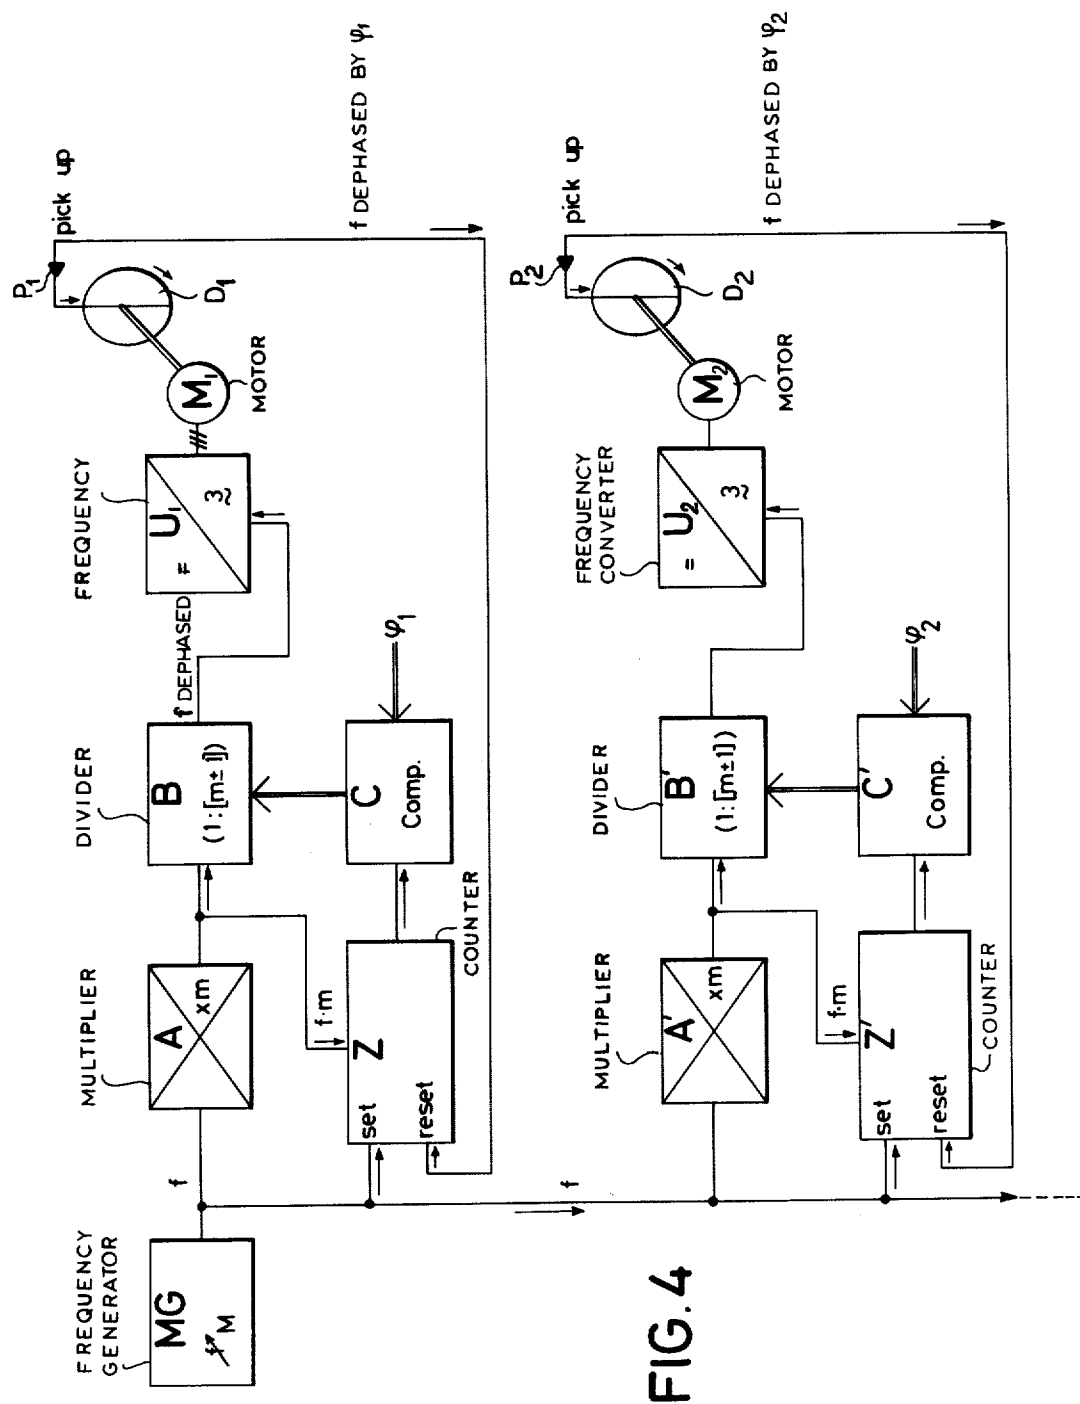 FREQUENCY
GENERATOR
MG
f M
f
MULTIPLIER
A
xm
DIVIDER
B
(1:[m±1])
f DEPHASED
FREQUENCY
U1
=
3~
M1
MOTOR
D1
P1
pick up
f DEPHASED BY φ1
f·m
Z
set
reset
COUNTER
C
Comp.
φ1
f
MULTIPLIER
A'
xm
DIVIDER
B'
(1:[m±1])
FREQUENCY
CONVERTER
U2
=
3~
M2
MOTOR
D2
P2
pick up
f DEPHASED BY φ2
f·m
Z'
set
reset
COUNTER
C'
Comp.
φ2
FIG. 4